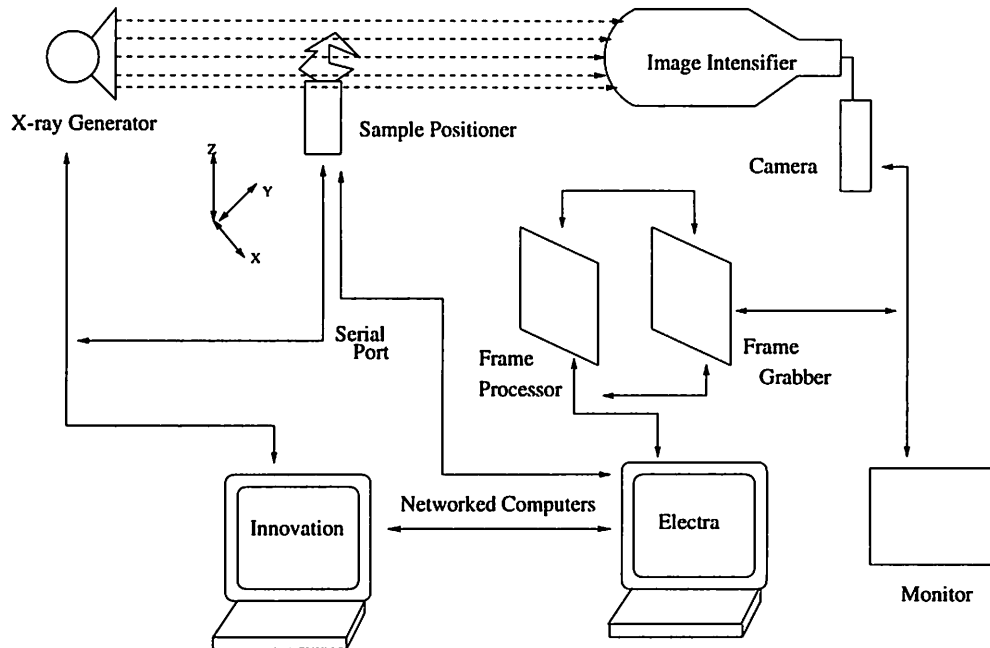 Image Intensifier
X-ray Generator
Sample Positioner
Z
Y
X
Camera
Serial
Port
Frame
Processor
Frame
Grabber
Networked Computers
Innovation
Electra
Monitor